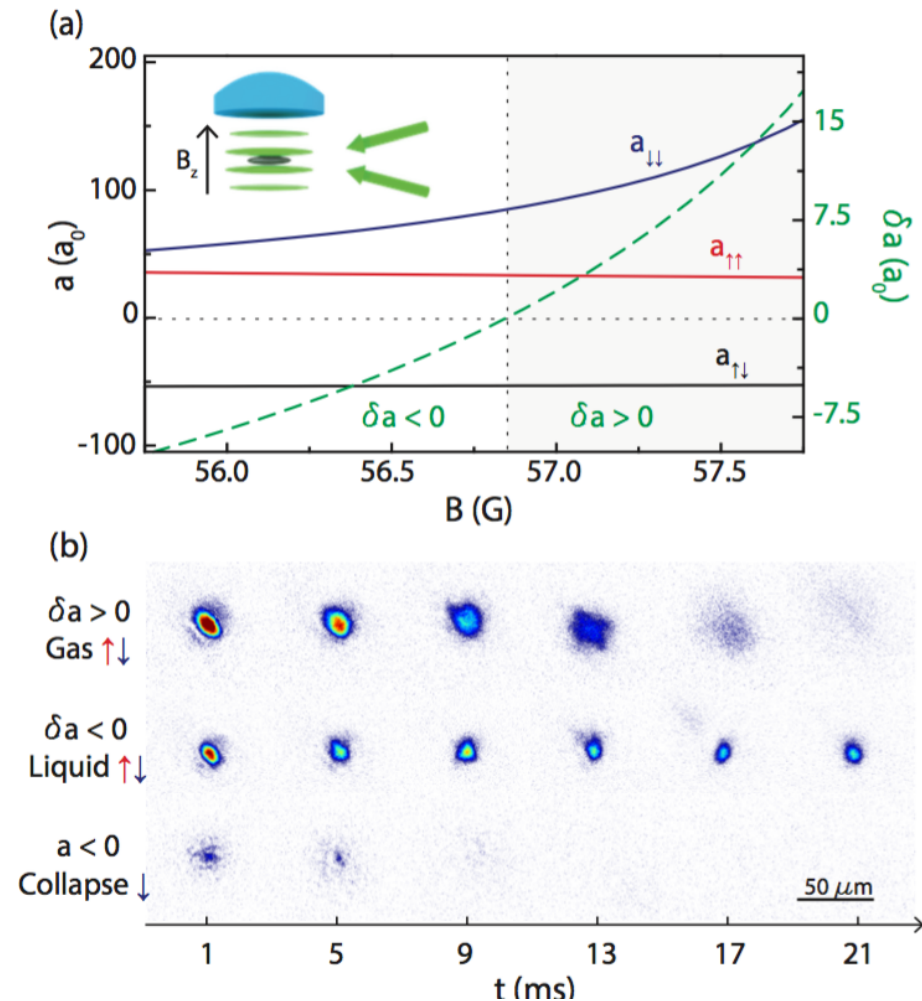 (a)
200
100
0
-100
a (a₀)
B_z
a↓↓
a↑↑
a↑↓
δa < 0
δa > 0
15
7.5
0
-7.5
δa (a₀)
56.0 56.5 57.0 57.5
B (G)
(b)
δa > 0
Gas ↑↓
δa < 0
Liquid ↑↓
a < 0
Collapse ↓
50 μm
1 5 9 13 17 21
t (ms)